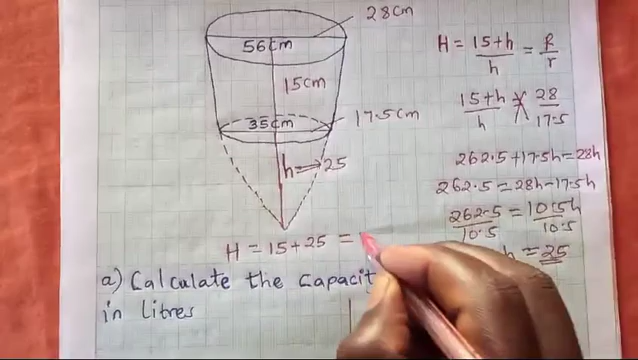 28cm
56cm
15cm
35cm
17.5cm
h ⟹ 25
H = 15+25 =
a) Calculate the capacit
in litres
H = 15+h/h = R/r
15+h/h 28/17.5
262.5+17.5h=28h
262.5=28h-17.5h
262.5/10.5 = 10.5h/10.5
h = 25